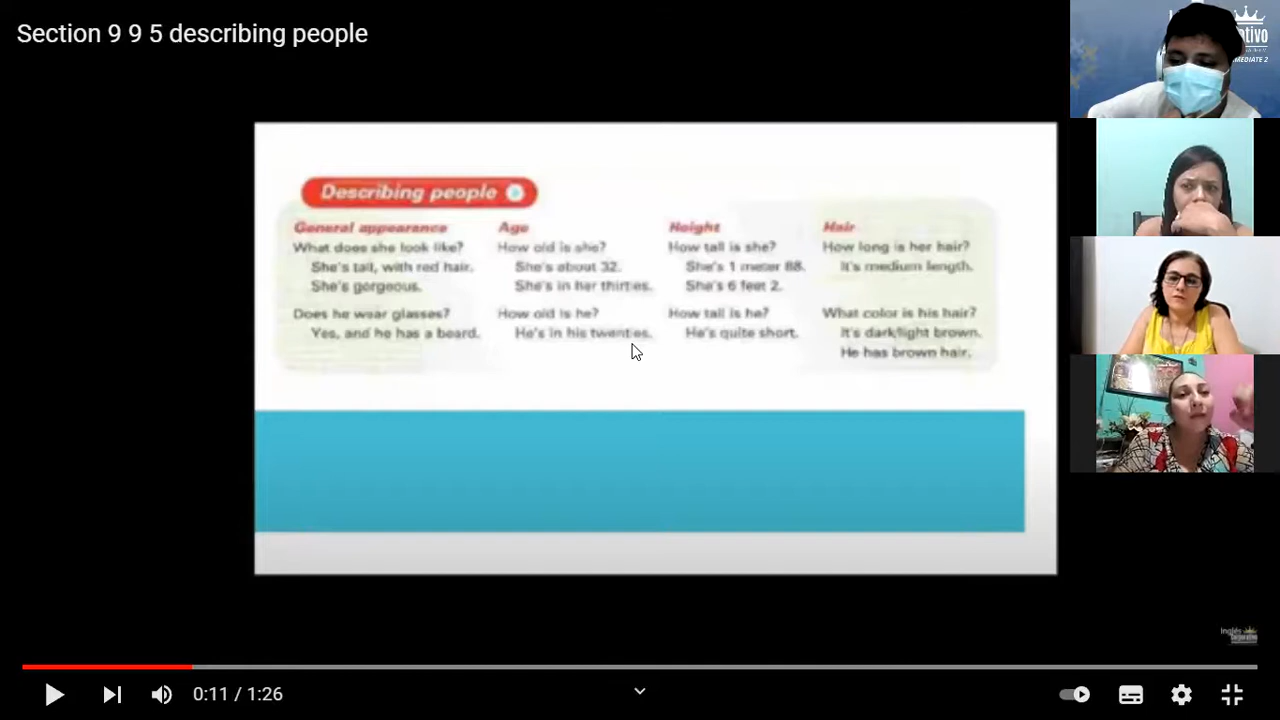 Section 9 9 5 describing people
ativo
MEDIATE 2
Describing people
General appearance
What does she look like?
She's tall, with red hair.
She's gorgeous.
Does he wear glasses?
Yes, and he has a beard.
Age
How old is she?
She's about 32.
She's in her thirties.
How old is he?
He's in his twenties.
Height
How tall is she?
She's 1 meter 88.
She's 6 feet 2.
How tall is he?
He's quite short.
Hair
How long is her hair?
It's medium length.
What color is his hair?
It's dark/light brown.
He has brown hair.
Inglés
Corporativo
0:11 / 1:26